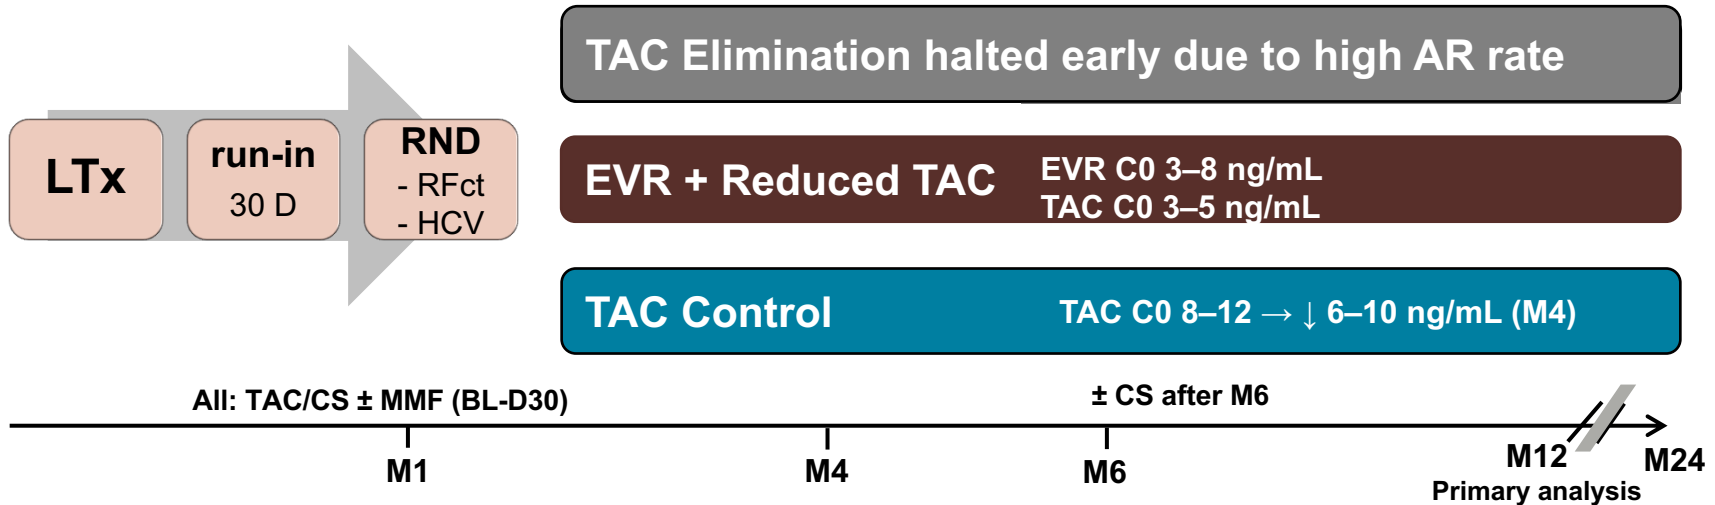 TAC Elimination halted early due to high AR rate
LTx
run-in
30 D
RND
- RFct
- HCV
EVR + Reduced TAC
EVR C0 3–8 ng/mL
TAC C0 3–5 ng/mL
TAC Control
TAC C0 8–12 → ↓ 6–10 ng/mL (M4)
All: TAC/CS ± MMF (BL-D30)
± CS after M6
M1
M4
M6
M12
M24
Primary analysis